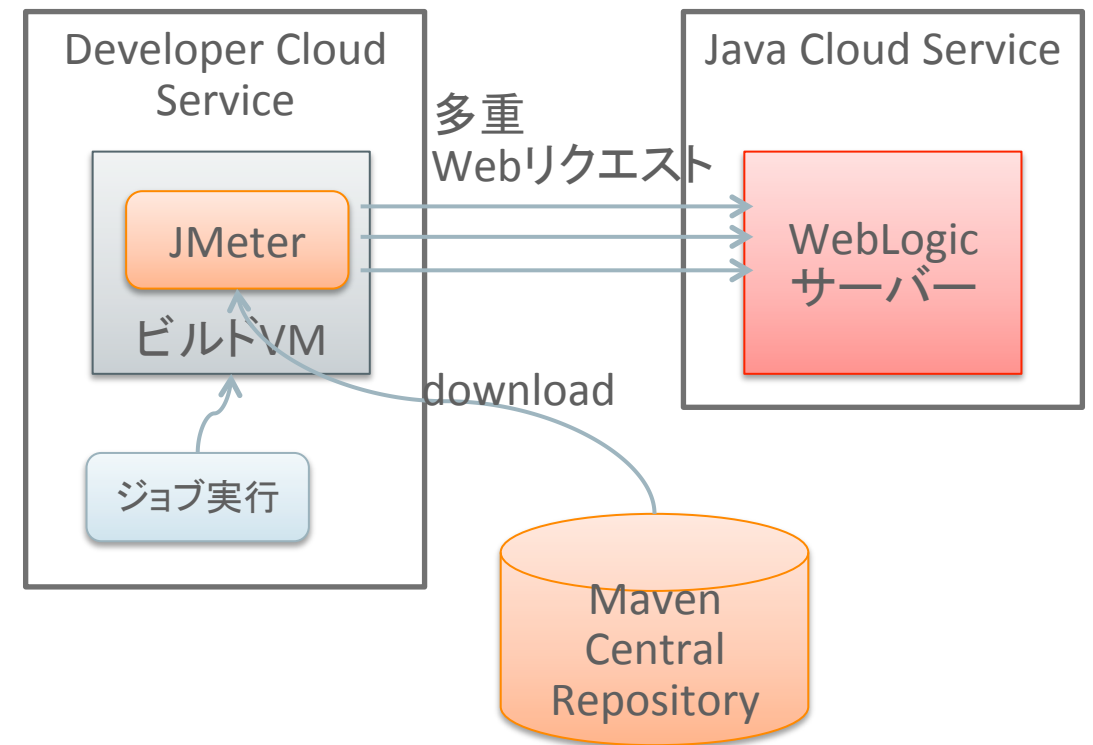 Developer Cloud
Service
Java Cloud Service
多重
Webリクエスト
JMeter
ビルドVM
WebLogic
サーバー
download
ジョブ実行
Maven
Central
Repository